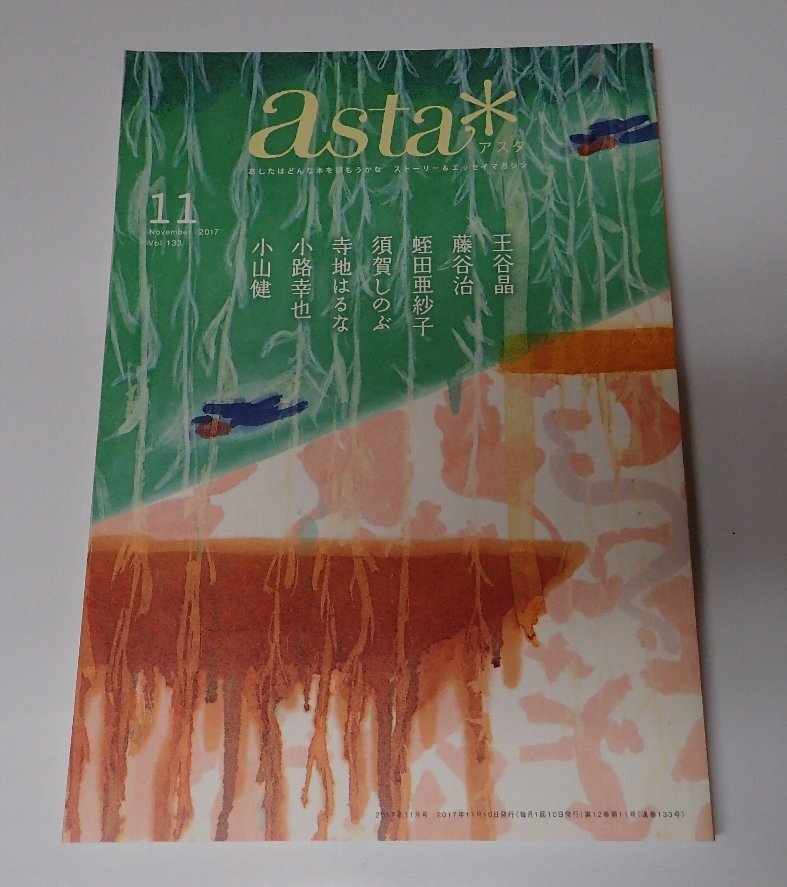 asta*
アスタ
あしたはどんな本を読もうかな ストーリー&エッセイマガジン
11
November 2017
Vol.133
王谷晶
藤谷治
蛭田亜紗子
須賀しのぶ
寺地はるな
小路幸也
小山健
2017年11月号 2017年11月10日発行(毎月1回10日発行)第12巻第11号(通巻133号)